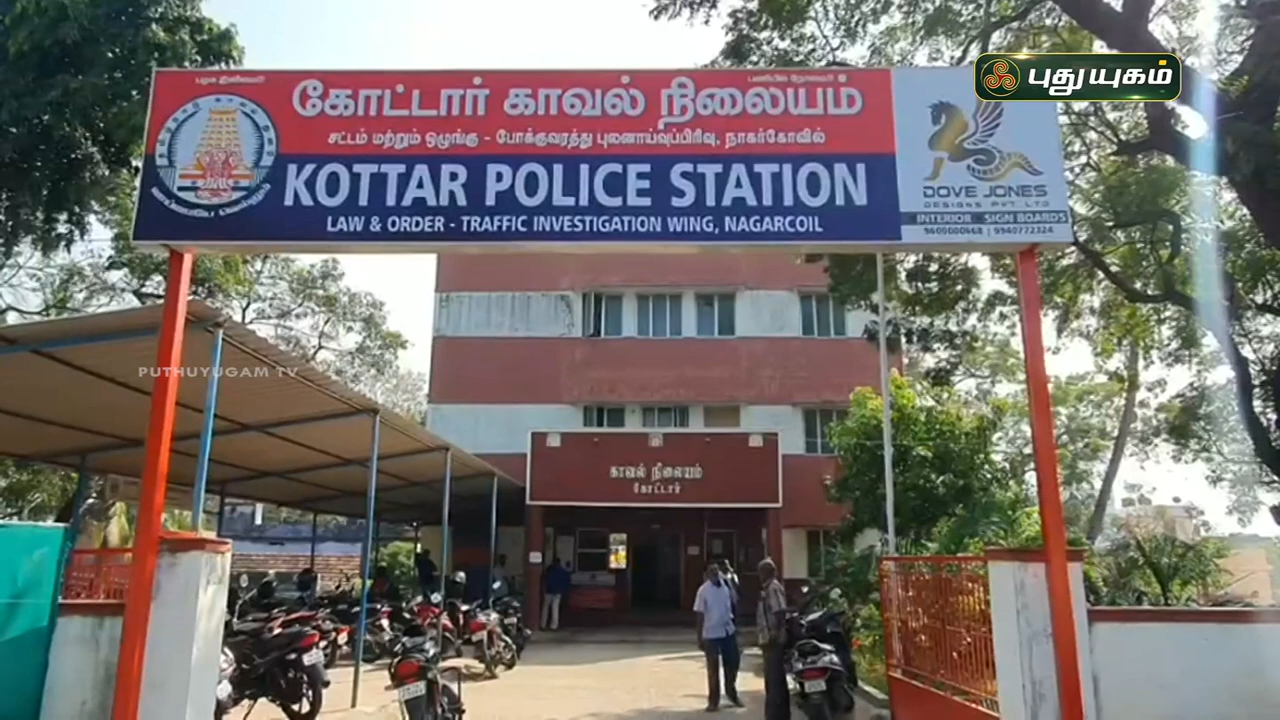 புதுயுகம்
கோட்டார் காவல் நிலையம்
சட்டம் மற்றும் ஒழுங்கு - போக்குவரத்து புலனாய்வுப்பிரிவு, நாகர்கோவில்
KOTTAR POLICE STATION
LAW & ORDER - TRAFFIC INVESTIGATION WING, NAGARCOIL
DOVE JONES
DESIGNS PVT LTD
INTERIOR SIGN BOARDS
9940772324
PUTHUYUGAM TV
காவல் நிலையம்
கோட்டார்